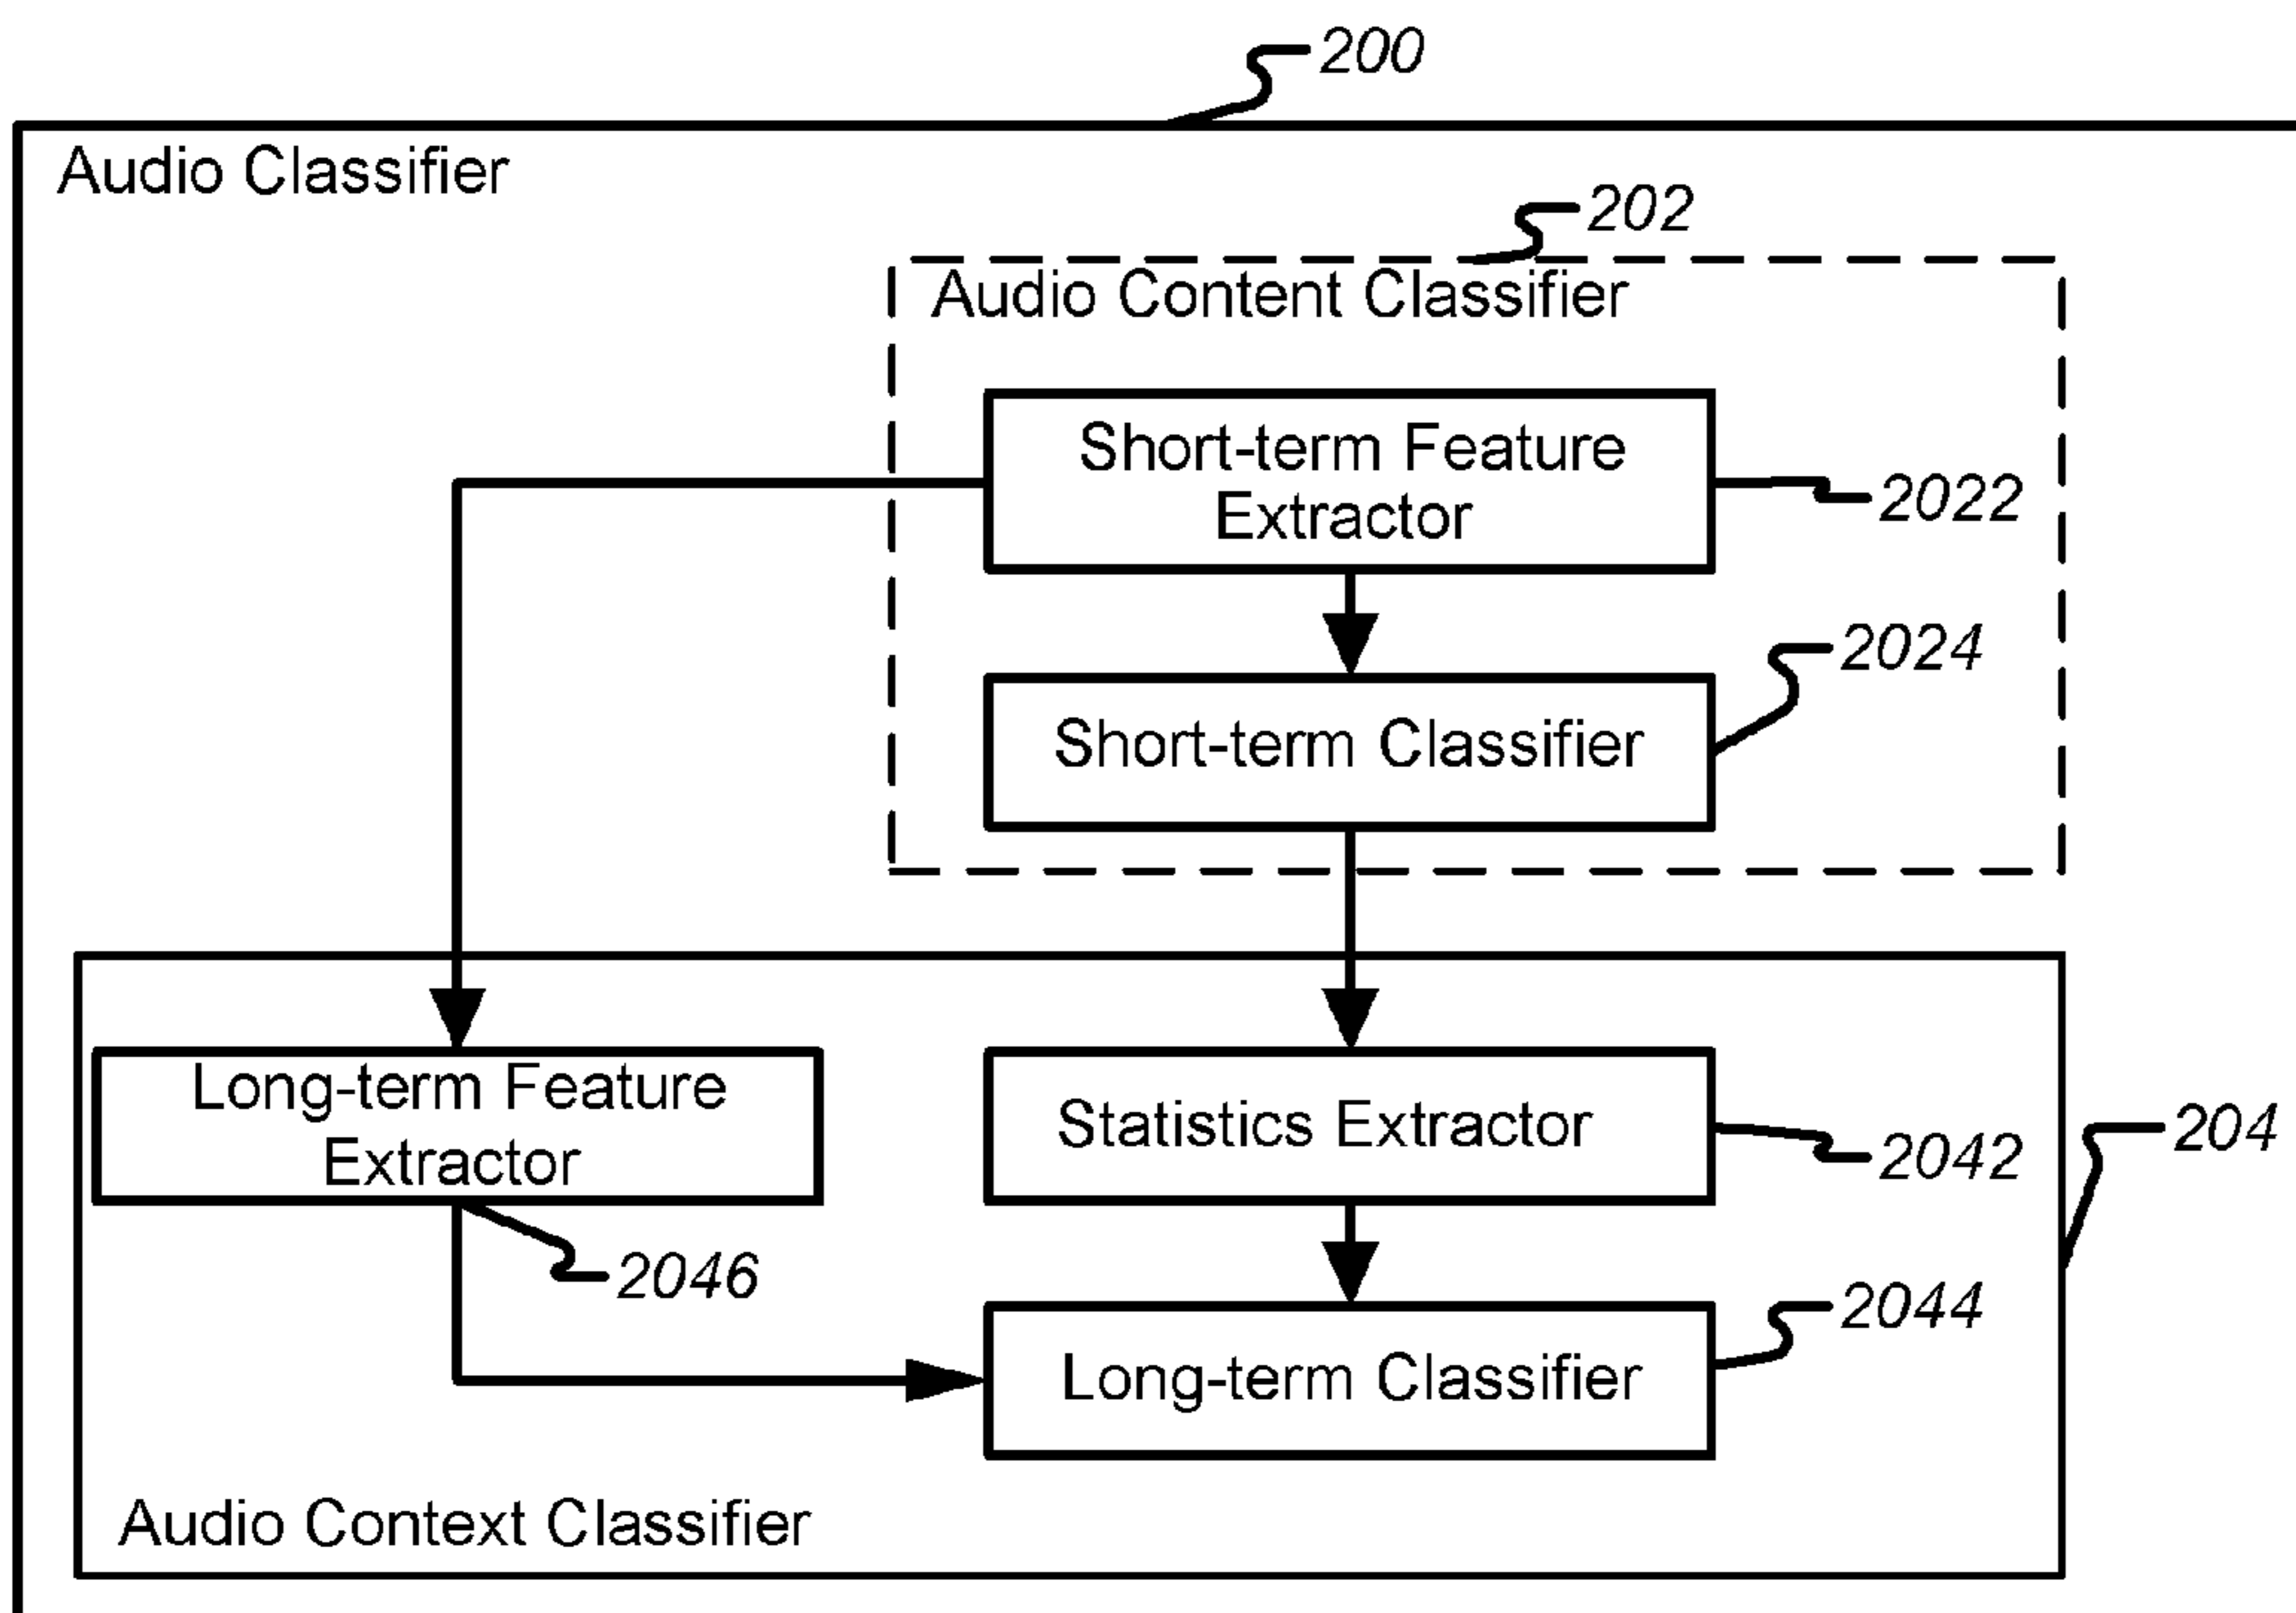 200
Audio Classifier
202
Audio Content Classifier
Short-term Feature
Extractor
2022
2024
Short-term Classifier
Long-term Feature
Extractor
Statistics Extractor
2042
204
2046
2044
Long-term Classifier
Audio Context Classifier